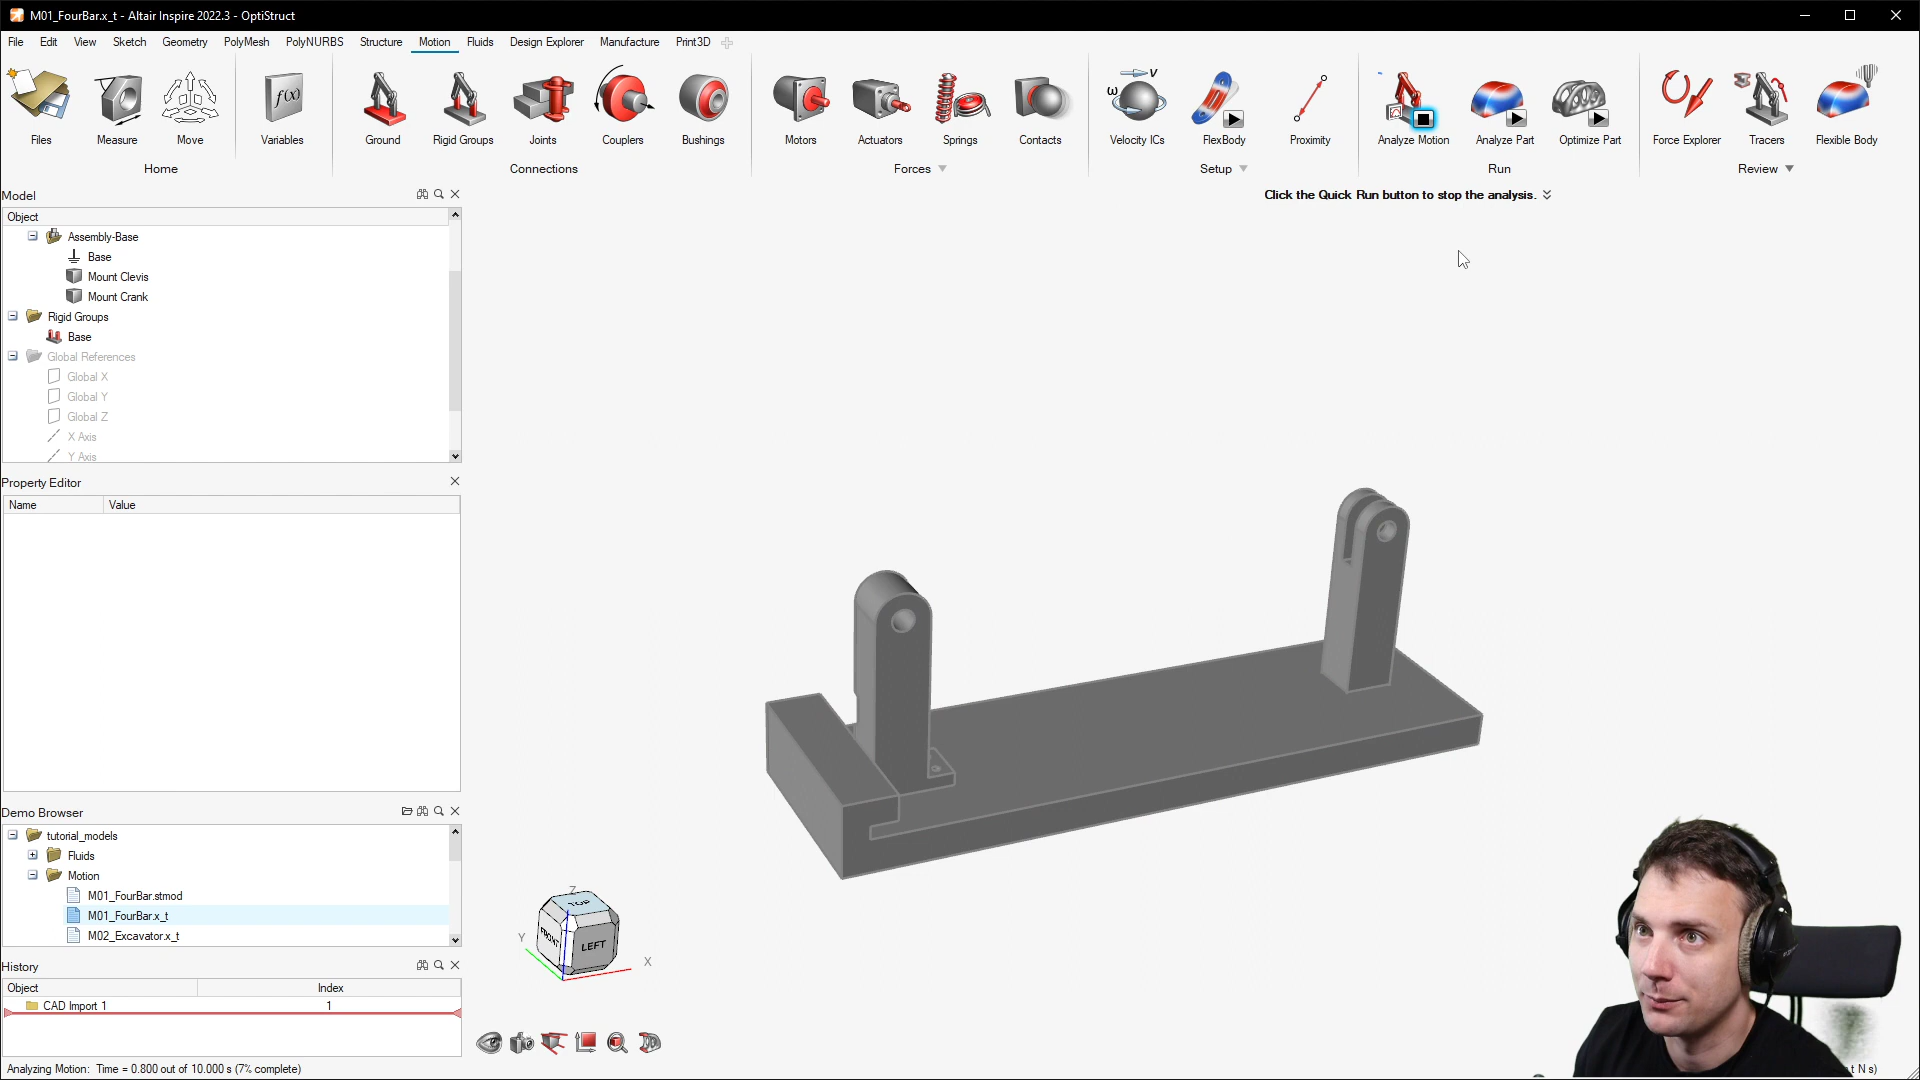 M01_FourBar.x_t - Altair Inspire 2022.3 - OptiStruct
File Edit View Sketch Geometry PolyMesh PolyNURBS Structure Motion Fluids Design Explorer Manufacture Print3D
f(x)
V
ω
Files Measure Move Variables Ground Rigid Groups Joints Couplers Bushings Motors Actuators Springs Contacts Velocity ICs FlexBody Proximity Analyze Motion Analyze Part Optimize Part Force Explorer Tracers Flexible Body
Home Connections Forces Setup Run Review
Click the Quick Run button to stop the analysis.
Model
Object
Assembly-Base
Base
Mount Clevis
Mount Crank
Rigid Groups
Base
Global References
Global X
Global Y
Global Z
X Axis
Y Axis
Property Editor
Name Value
Demo Browser
tutorial_models
Fluids
Motion
M01_FourBar.stmod
M01_FourBar.x_t
M02_Excavator.x_t
History
Object Index
CAD Import 1 1
Z
TOP
FRONT
LEFT
Y
X
Analyzing Motion: Time = 0.800 out of 10.000 s (7% complete)
t N s)